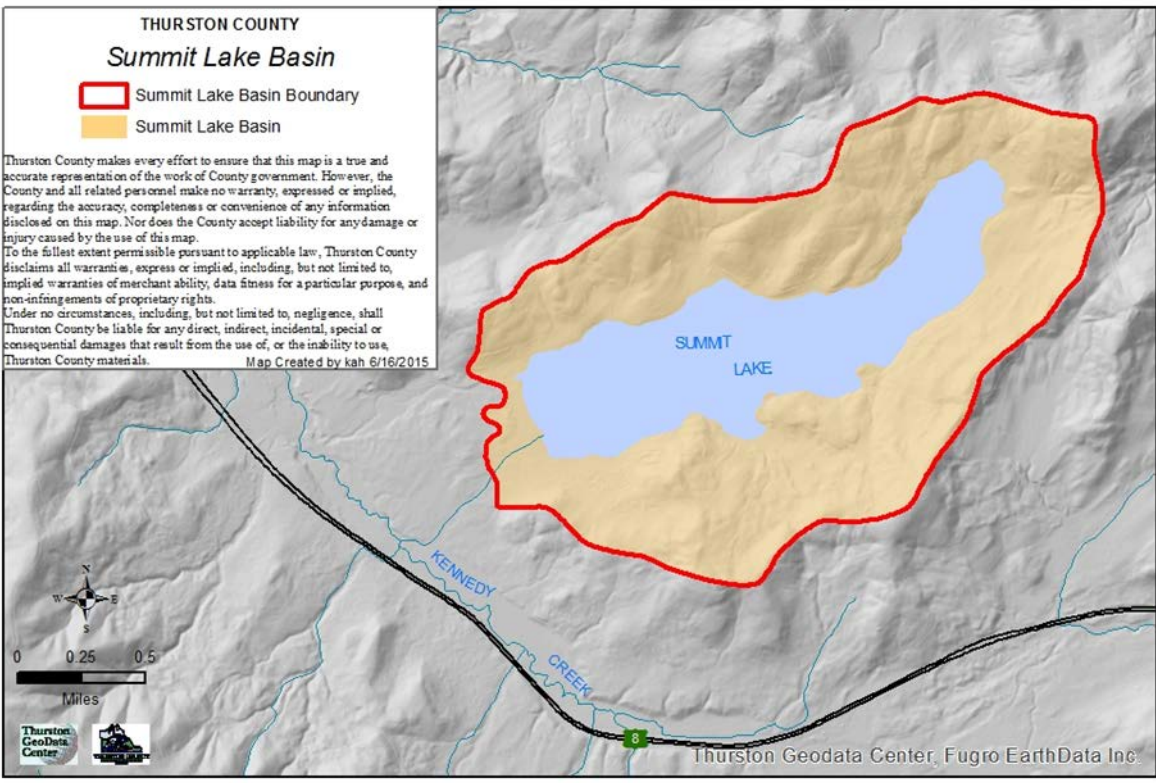 THURSTON COUNTY
Summit Lake Basin
Summit Lake Basin Boundary
Summit Lake Basin
Thurston County makes every effort to ensure that this map is a true and
accurate representation of the work of County government. However, the
County and all related personnel make no warranty, expressed or implied,
regarding the accuracy, completeness or convenience of any information
disclosed on this map. Nor does the County accept liability for any damage or
injury caused by the use of this map.
To the fullest extent permissible pursuant to applicable law, Thurston County
disclaims all warranties, express or implied, including, but not limited to,
implied warranties of merchant ability, data fitness for a particular purpose, and
non-infringements of proprietary rights.
Under no circumstances, including, but not limited to, negligence, shall
Thurston County be liable for any direct, indirect, incidental, special or
consequential damages that result from the use of, or the inability to use,
Thurston County materials.
Map Created by kah 6/16/2015
SUMMIT
LAKE
KENNEDY
CREEK
N
W E
S
0 0.25 0.5
Miles
Thurston
GeoData
Center
8
Thurston Geodata Center, Fugro EarthData Inc.